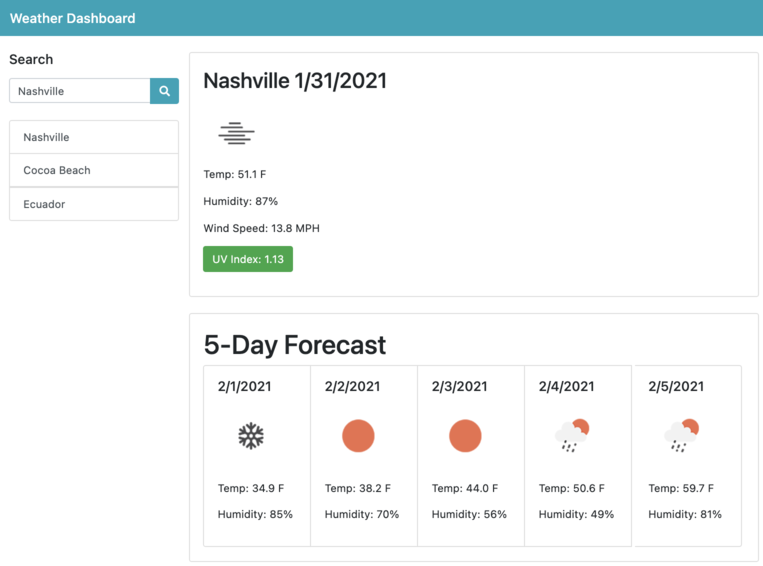 Weather Dashboard
Search
Nashville
Nashville
Cocoa Beach
Ecuador
Nashville 1/31/2021
Temp: 51.1 F
Humidity: 87%
Wind Speed: 13.8 MPH
UV Index: 1.13
5-Day Forecast
2/1/2021
Temp: 34.9 F
Humidity: 85%
2/2/2021
Temp: 38.2 F
Humidity: 70%
2/3/2021
Temp: 44.0 F
Humidity: 56%
2/4/2021
Temp: 50.6 F
Humidity: 49%
2/5/2021
Temp: 59.7 F
Humidity: 81%